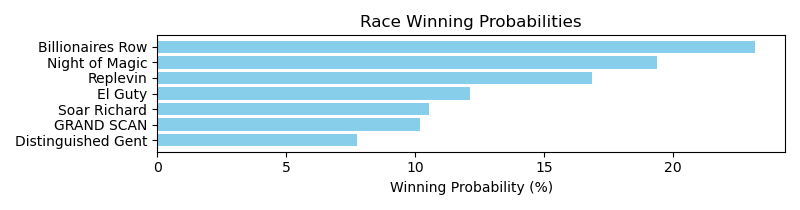 Race Winning Probabilities
Billionaires Row
Night of Magic
Replevin
El Guty
Soar Richard
GRAND SCAN
Distinguished Gent
0 5 10 15 20
Winning Probability (%)